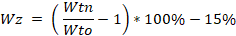 Wz = (Wtn/Wto − 1) * 100% − 15%